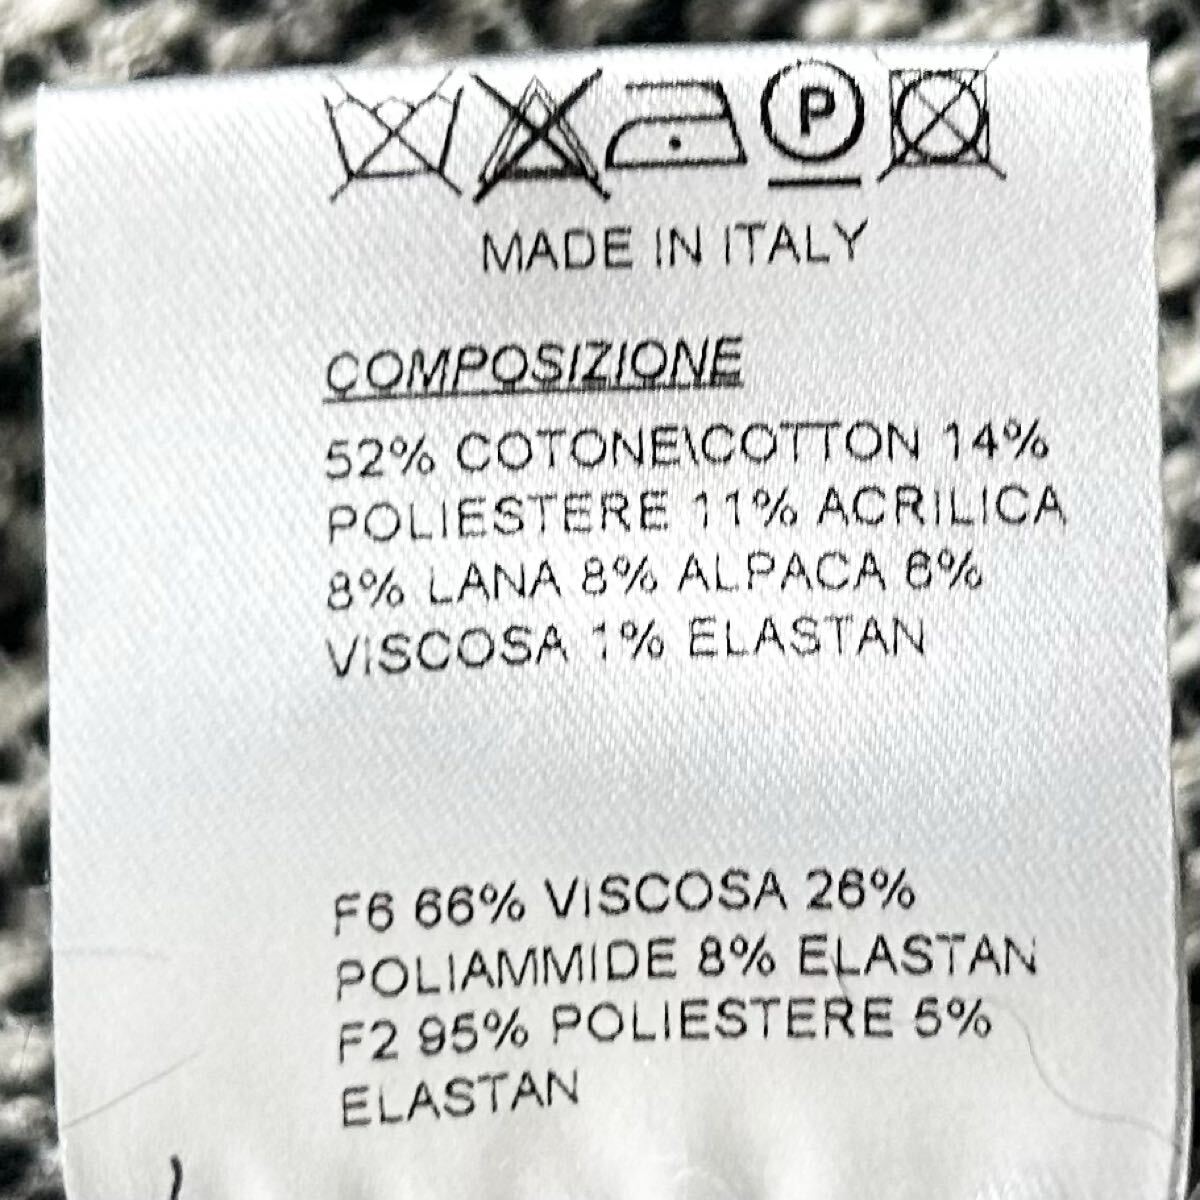 P
MADE IN ITALY
COMPOSIZIONE
52% COTONE\COTTON 14%
POLIESTERE 11% ACRILICA
8% LANA 8% ALPACA 6%
VISCOSA 1% ELASTAN
F6 66% VISCOSA 26%
POLIAMMIDE 8% ELASTAN
F2 95% POLIESTERE 5%
ELASTAN